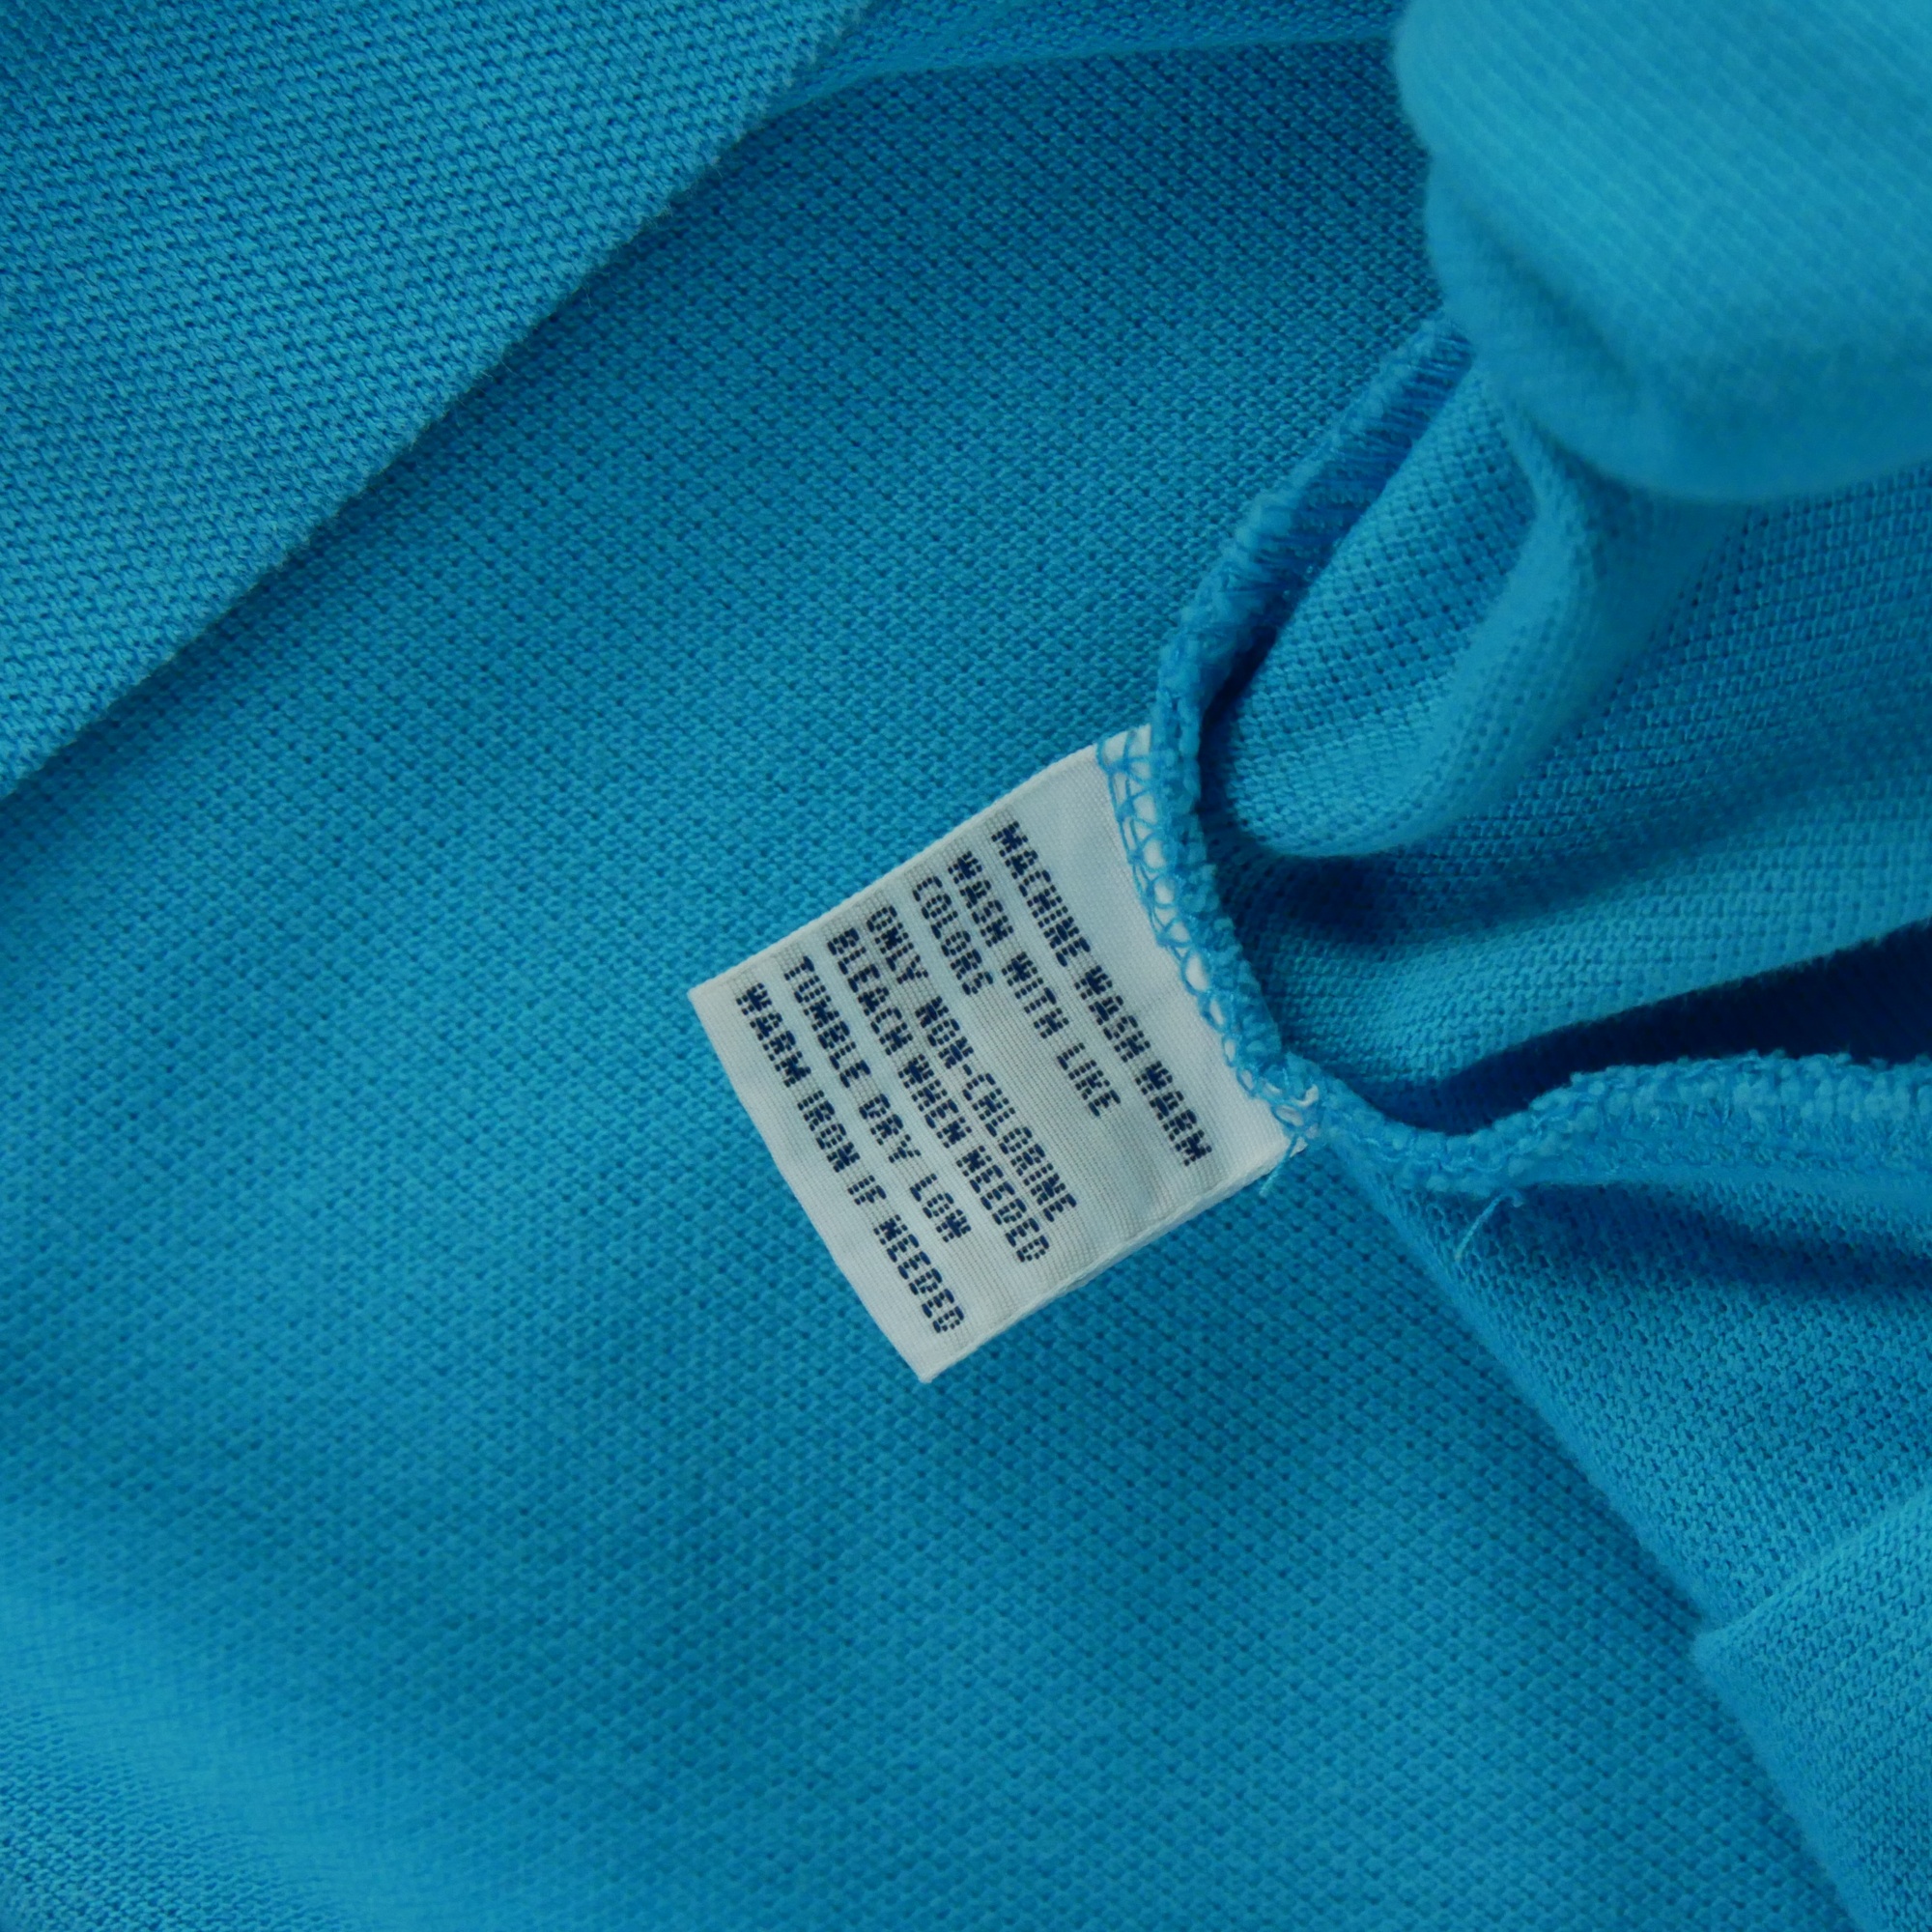 MACHINE WASH WARM
WASH WITH LIKE
COLORS
ONLY NON-CHLORINE
BLEACH WHEN NEEDED
TUMBLE DRY LOW
WARM IRON IF NEEDED